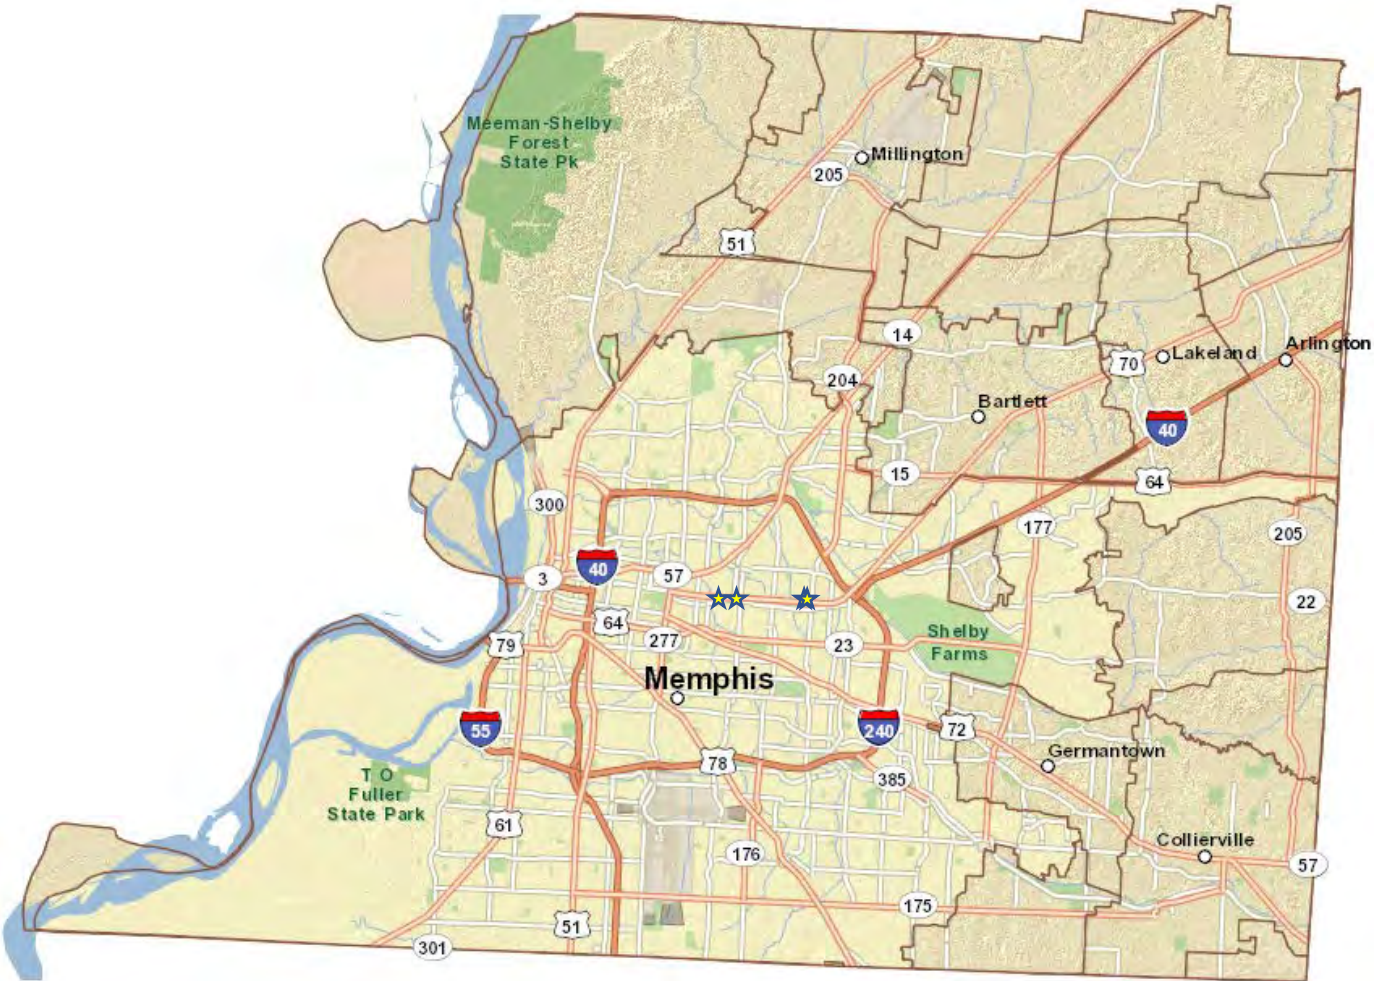 Meeman-Shelby
Forest
State Pk
Millington
205
51
14
204
70
Lakeland
Arlington
Bartlett
40
15
64
300
177
205
40
57
3
22
64
79
277
23
Shelby
Farms
Memphis
55
240
72
78
Germantown
385
T O
Fuller
State Park
61
176
Collierville
57
175
51
301